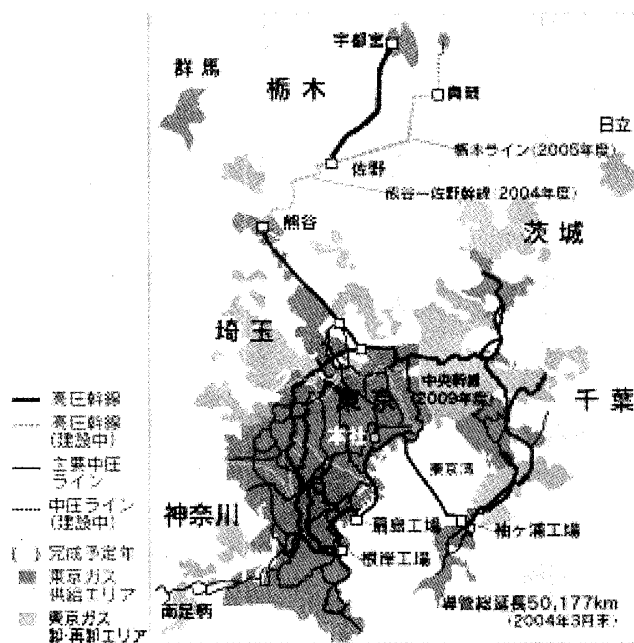 宇都宮
群馬
栃木
真岡
日立
佐野
栃木ライン(2005年度)
熊谷ー佐野幹線(2004年度)
熊谷
茨城
埼玉
中央幹線
(2009年度)
東京
千葉
本社
東京湾
神奈川
扇島工場
袖ヶ浦工場
根岸工場
南足柄
導管総延長50,177km
(2004年3月末)
高圧幹線
高圧幹線
(建設中)
主要中圧
ライン
中圧ライン
(建設中)
( ) 完成予定年
東京ガス
供給エリア
東京ガス
卸・再卸エリア